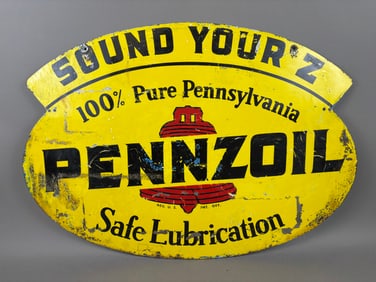 SOUND YOUR 'Z
100% Pure Pennsylvania
PENNZOIL
Safe Lubrication